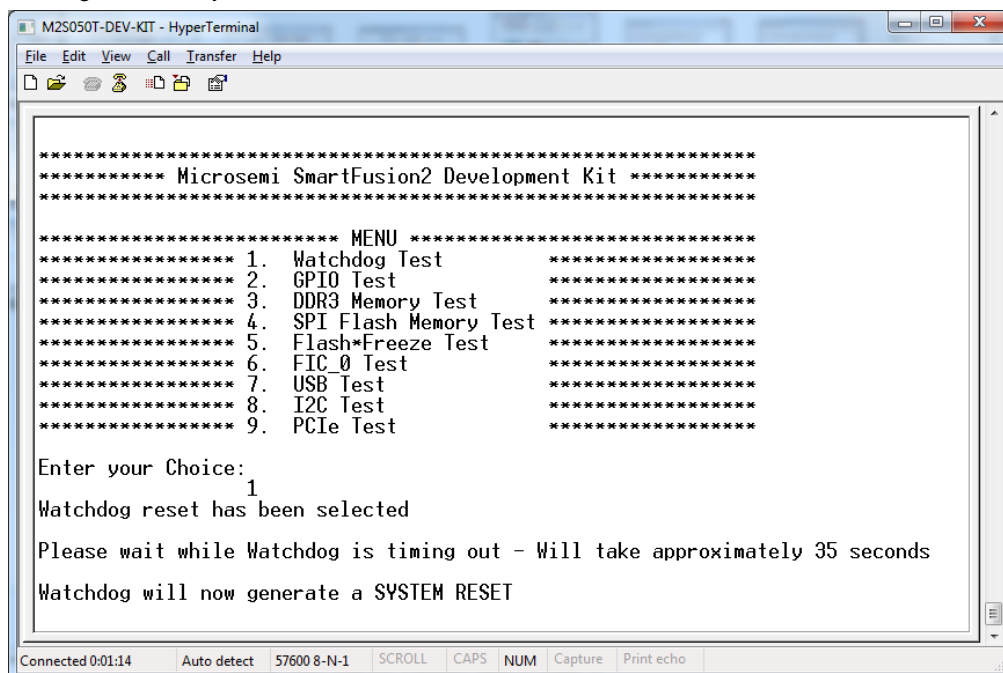 M2S050T-DEV-KIT - HyperTerminal
File Edit View Call Transfer Help
**************************************************************
*********** Microsemi SmartFusion2 Development Kit ***********
**************************************************************
************************** MENU ******************************
***************** 1. Watchdog Test ******************
***************** 2. GPIO Test ******************
***************** 3. DDR3 Memory Test ******************
***************** 4. SPI Flash Memory Test ******************
***************** 5. Flash*Freeze Test ******************
***************** 6. FIC_0 Test ******************
***************** 7. USB Test ******************
***************** 8. I2C Test ******************
***************** 9. PCIe Test ******************
Enter your Choice:
1
Watchdog reset has been selected
Please wait while Watchdog is timing out - Will take approximately 35 seconds
Watchdog will now generate a SYSTEM RESET
Connected 0:01:14 Auto detect 57600 8-N-1 SCROLL CAPS NUM Capture Print echo